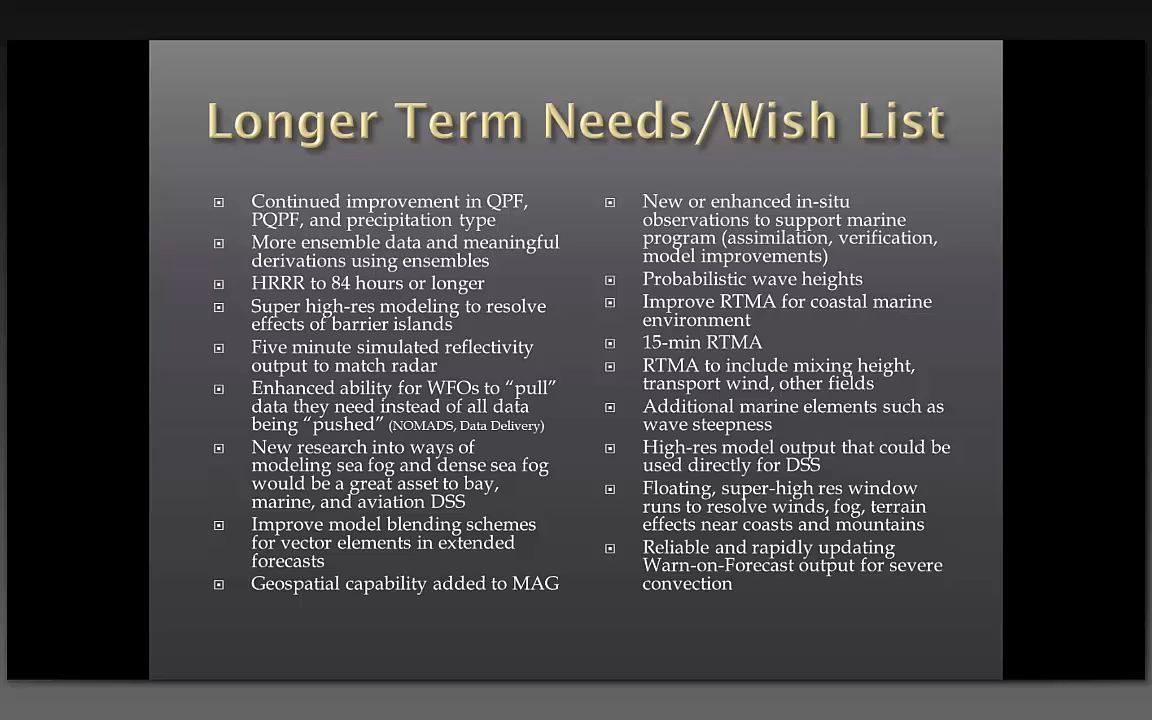 Longer Term Needs/Wish List
Continued improvement in QPF,
PQPF, and precipitation type
More ensemble data and meaningful
derivations using ensembles
HRRR to 84 hours or longer
Super high-res modeling to resolve
effects of barrier islands
Five minute simulated reflectivity
output to match radar
Enhanced ability for WFOs to “pull”
data they need instead of all data
being “pushed” (NOMADS, Data Delivery)
New research into ways of
modeling sea fog and dense sea fog
would be a great asset to bay,
marine, and aviation DSS
Improve model blending schemes
for vector elements in extended
forecasts
Geospatial capability added to MAG
New or enhanced in-situ
observations to support marine
program (assimilation, verification,
model improvements)
Probabilistic wave heights
Improve RTMA for coastal marine
environment
15-min RTMA
RTMA to include mixing height,
transport wind, other fields
Additional marine elements such as
wave steepness
High-res model output that could be
used directly for DSS
Floating, super-high res window
runs to resolve winds, fog, terrain
effects near coasts and mountains
Reliable and rapidly updating
Warn-on-Forecast output for severe
convection